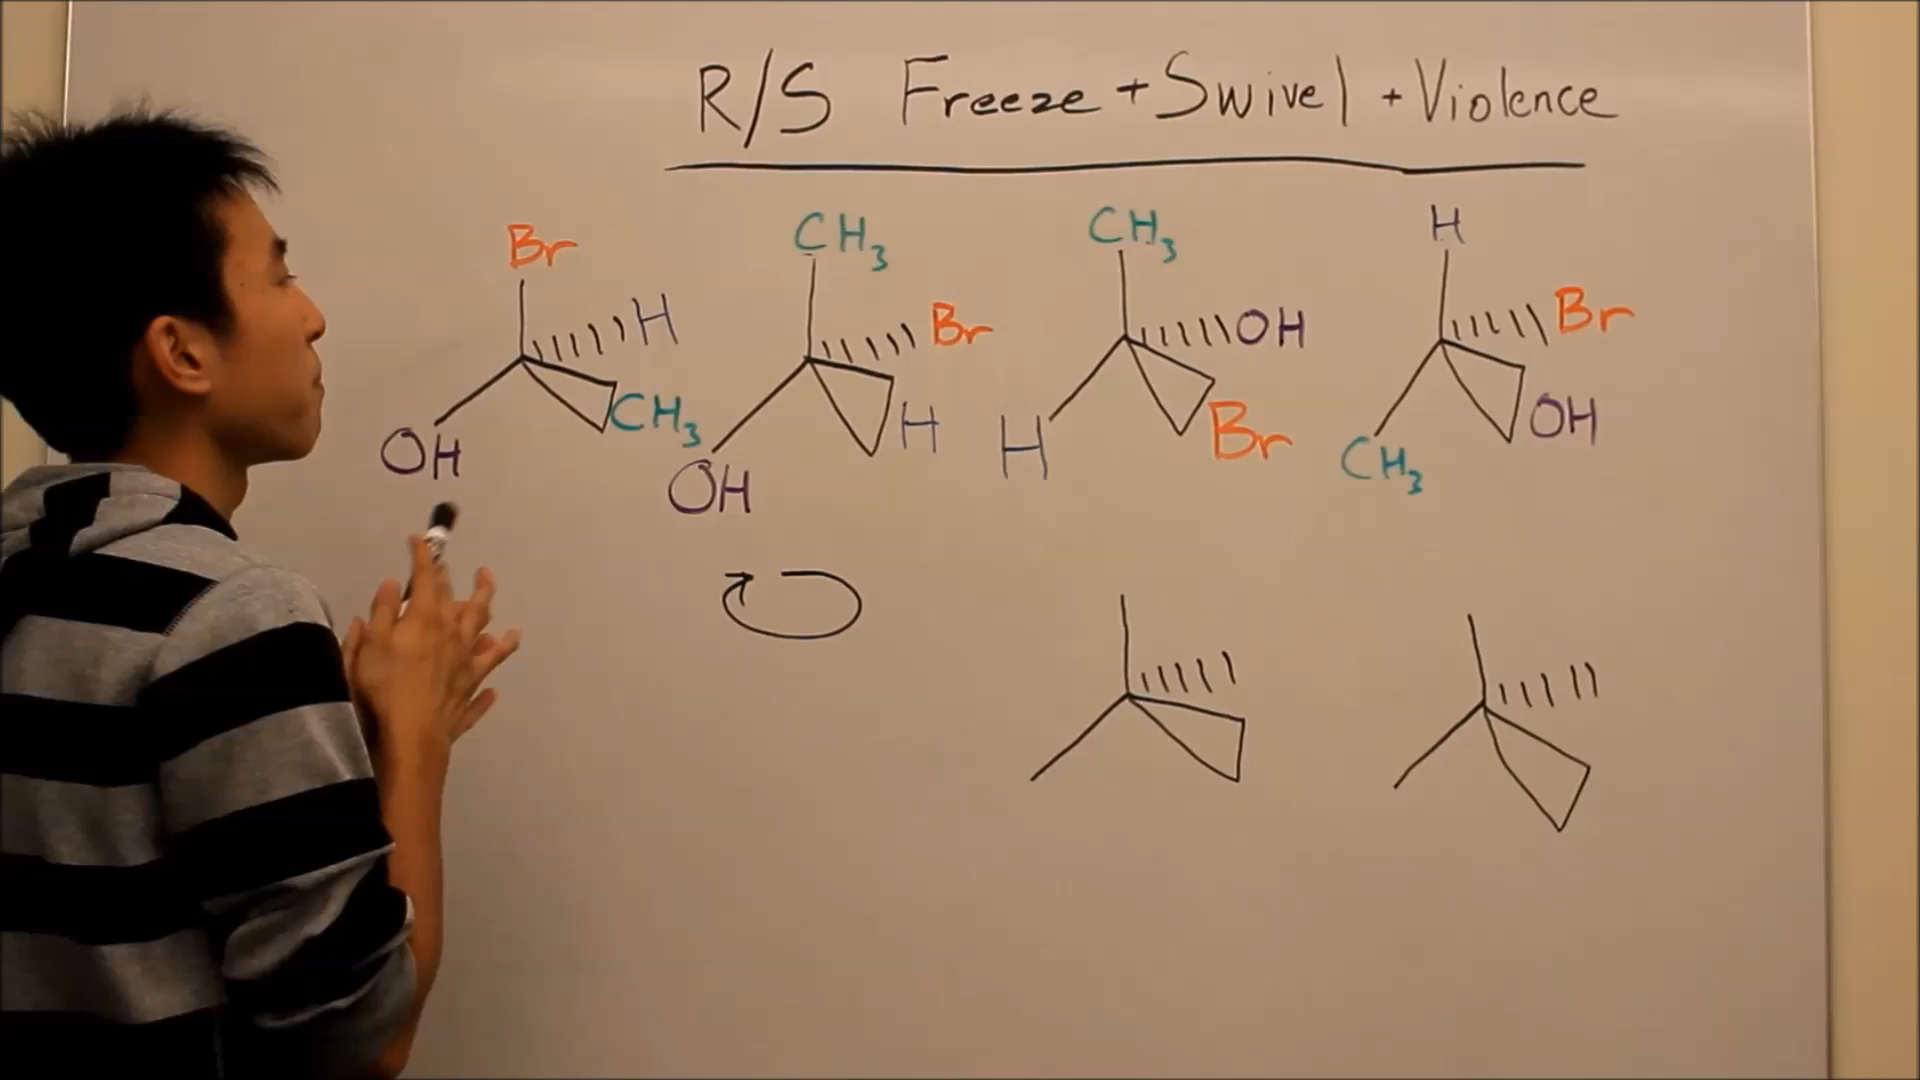 R/S Freeze + Swivel + Violence
Br H OH CH₃
CH₃ Br OH H
CH₃ OH H Br
H Br CH₃ OH